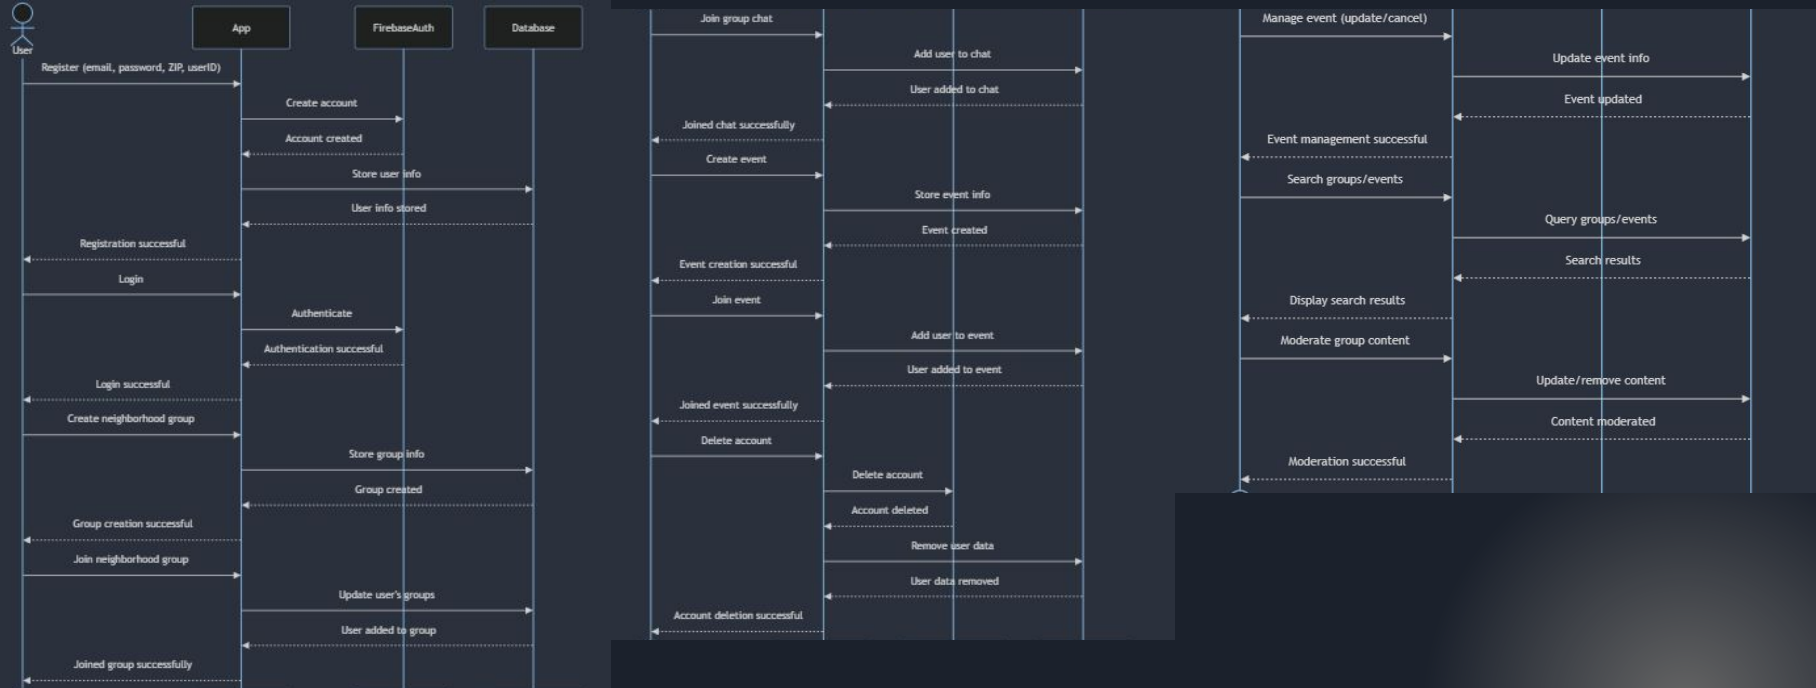 User
App
FirebaseAuth
Database
Register (email, password, ZIP, userID)
Create account
Account created
Store user info
User info stored
Registration successful
Login
Authenticate
Authentication successful
Login successful
Create neighborhood group
Store group info
Group created
Group creation successful
Join neighborhood group
Update user's groups
User added to group
Joined group successfully
Join group chat
Add user to chat
User added to chat
Joined chat successfully
Create event
Store event info
Event created
Event creation successful
Join event
Add user to event
User added to event
Joined event successfully
Delete account
Delete account
Account deleted
Remove user data
User data removed
Account deletion successful
Manage event (update/cancel)
Update event info
Event updated
Event management successful
Search groups/events
Query groups/events
Search results
Display search results
Moderate group content
Update/remove content
Content moderated
Moderation successful